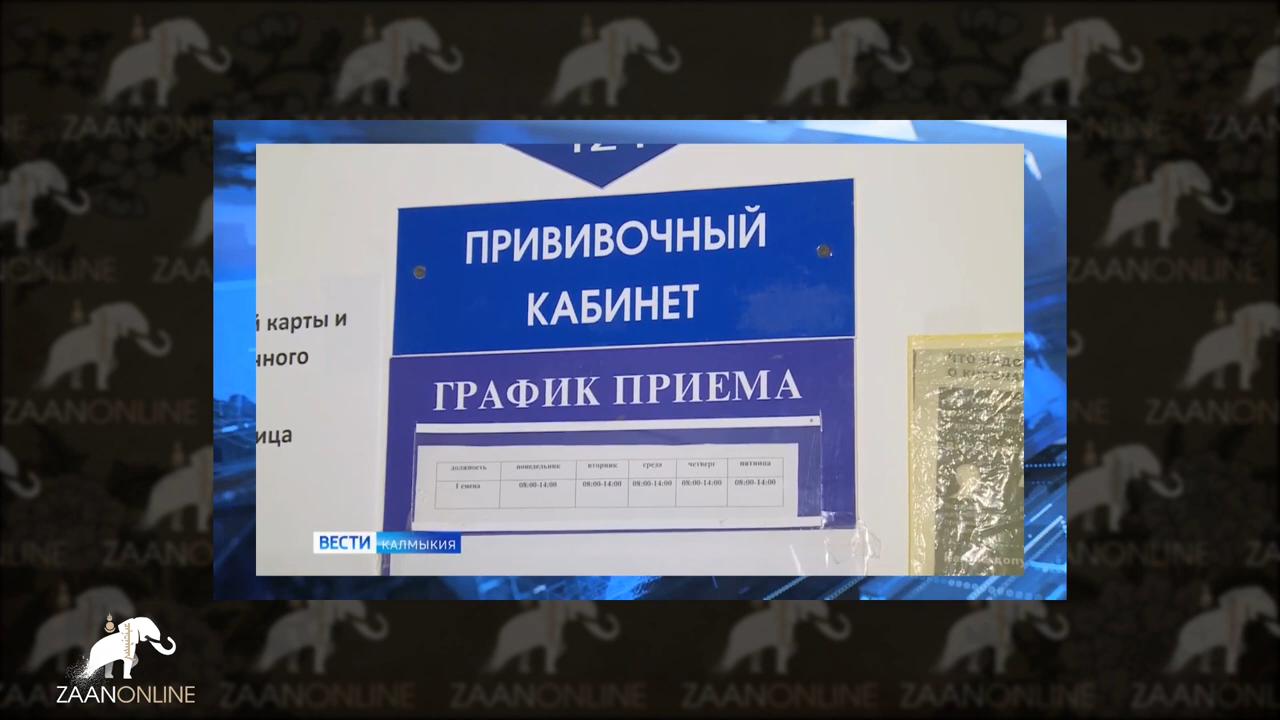 ПРИВИВОЧНЫЙ
КАБИНЕТ
й карты и
нного
ица
ГРАФИК ПРИЕМА
должность понедельник вторник среда четверг пятница
1 смена 08:00-14:00 08:00-14:00 08:00-14:00 08:00-14:00 08:00-14:00
ВЕСТИ КАЛМЫКИЯ
ZAANONLINE